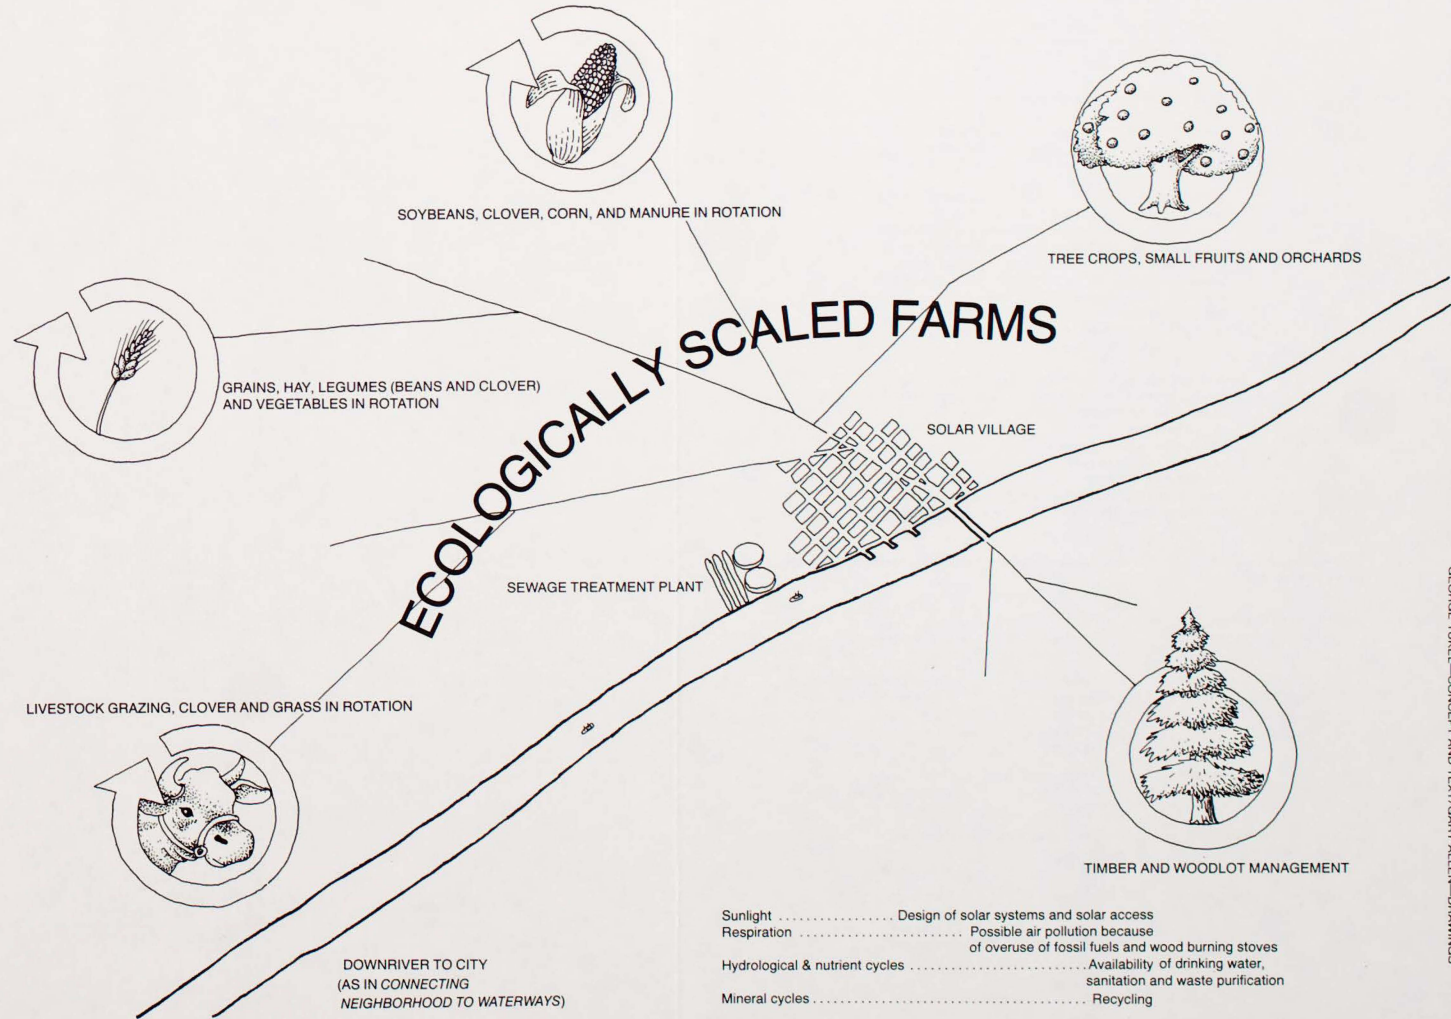 SOYBEANS, CLOVER, CORN, AND MANURE IN ROTATION
TREE CROPS, SMALL FRUITS AND ORCHARDS
ECOLOGICALLY SCALED FARMS
GRAINS, HAY, LEGUMES (BEANS AND CLOVER)
AND VEGETABLES IN ROTATION
SOLAR VILLAGE
SEWAGE TREATMENT PLANT
LIVESTOCK GRAZING, CLOVER AND GRASS IN ROTATION
TIMBER AND WOODLOT MANAGEMENT
DOWNRIVER TO CITY
(AS IN CONNECTING
NEIGHBORHOOD TO WATERWAYS)
Sunlight ................. Design of solar systems and solar access
Respiration ........................ Possible air pollution because
of overuse of fossil fuels and wood burning stoves
Hydrological & nutrient cycles ......................... Availability of drinking water,
sanitation and waste purification
Mineral cycles ...................................... Recycling